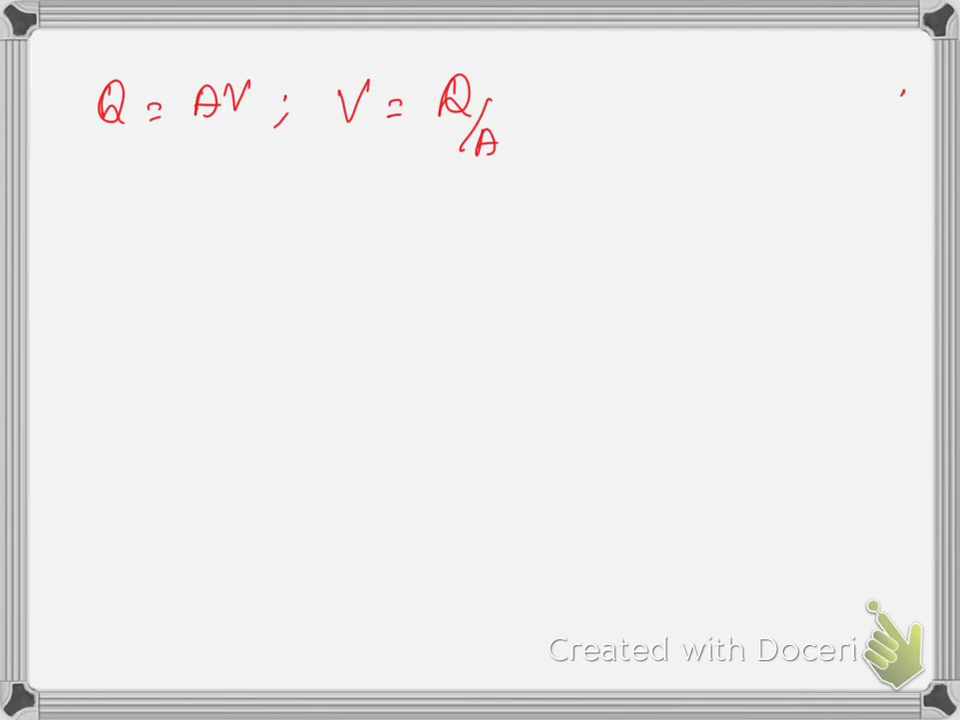 Q = AV ; V = Q/A
Created with Doceri